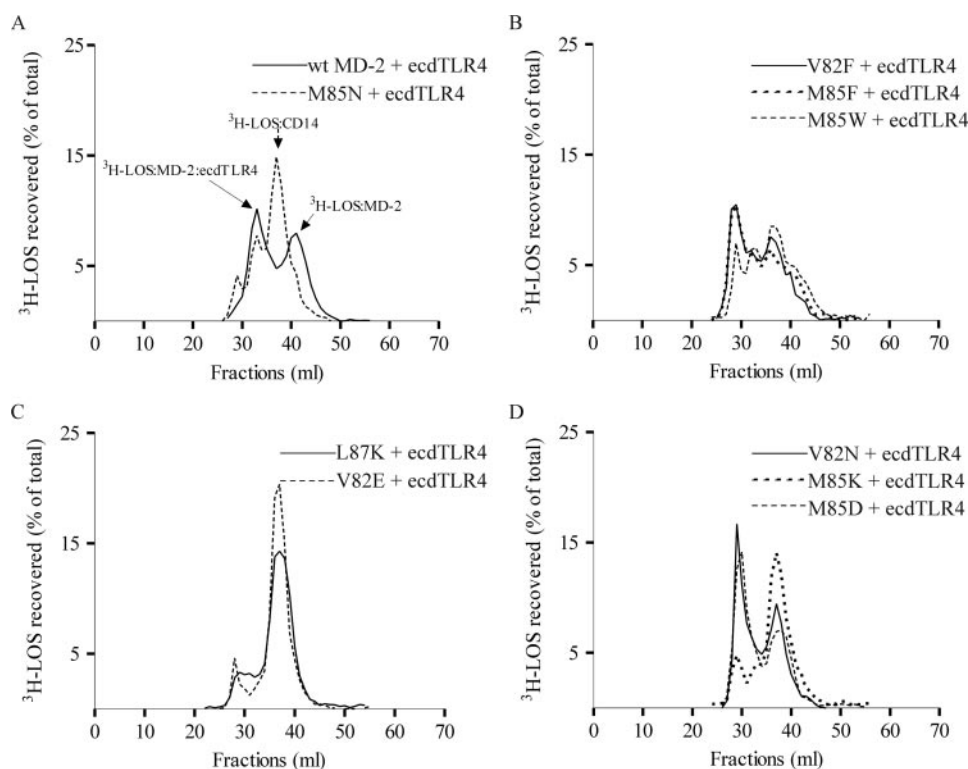 A
³H-LOS recovered (% of total)
25
15
5
wt MD-2 + ecdTLR4
M85N + ecdTLR4
³H-LOS:CD14
³H-LOS:MD-2:ecdTLR4
³H-LOS:MD-2
0 10 20 30 40 50 60 70
Fractions (ml)
B
³H-LOS recovered (% of total)
25
15
5
V82F + ecdTLR4
M85F + ecdTLR4
M85W + ecdTLR4
0 10 20 30 40 50 60 70
Fractions (ml)
C
³H-LOS recovered (% of total)
25
15
5
L87K + ecdTLR4
V82E + ecdTLR4
0 10 20 30 40 50 60 70
Fractions (ml)
D
³H-LOS recovered (% of total)
25
15
5
V82N + ecdTLR4
M85K + ecdTLR4
M85D + ecdTLR4
0 10 20 30 40 50 60 70
Fractions (ml)